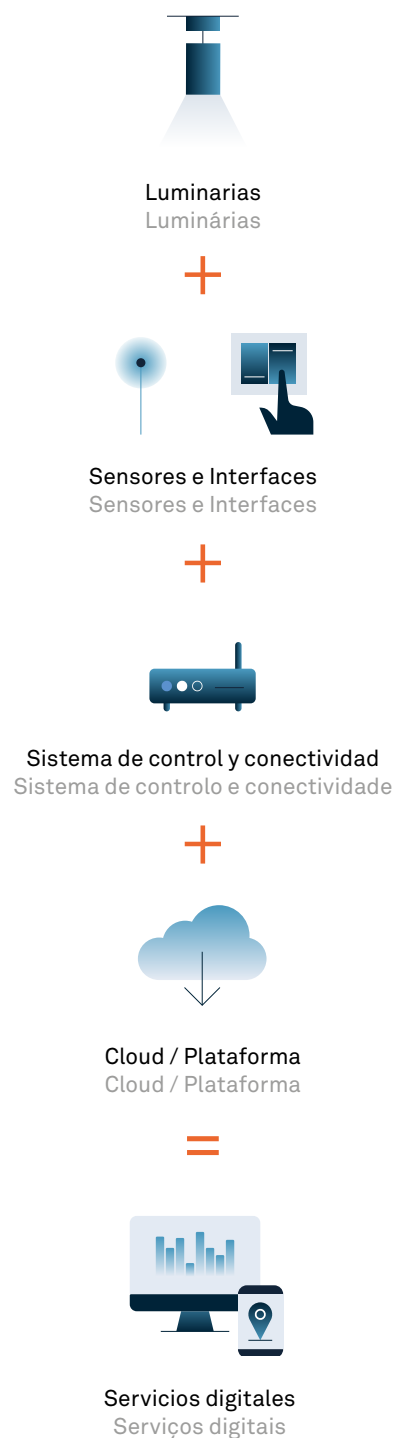 Luminarias
Luminárias
+
Sensores e Interfaces
Sensores e Interfaces
+
Sistema de control y conectividad
Sistema de controlo e conectividade
+
Cloud / Plataforma
Cloud / Plataforma
=
Servicios digitales
Serviços digitais